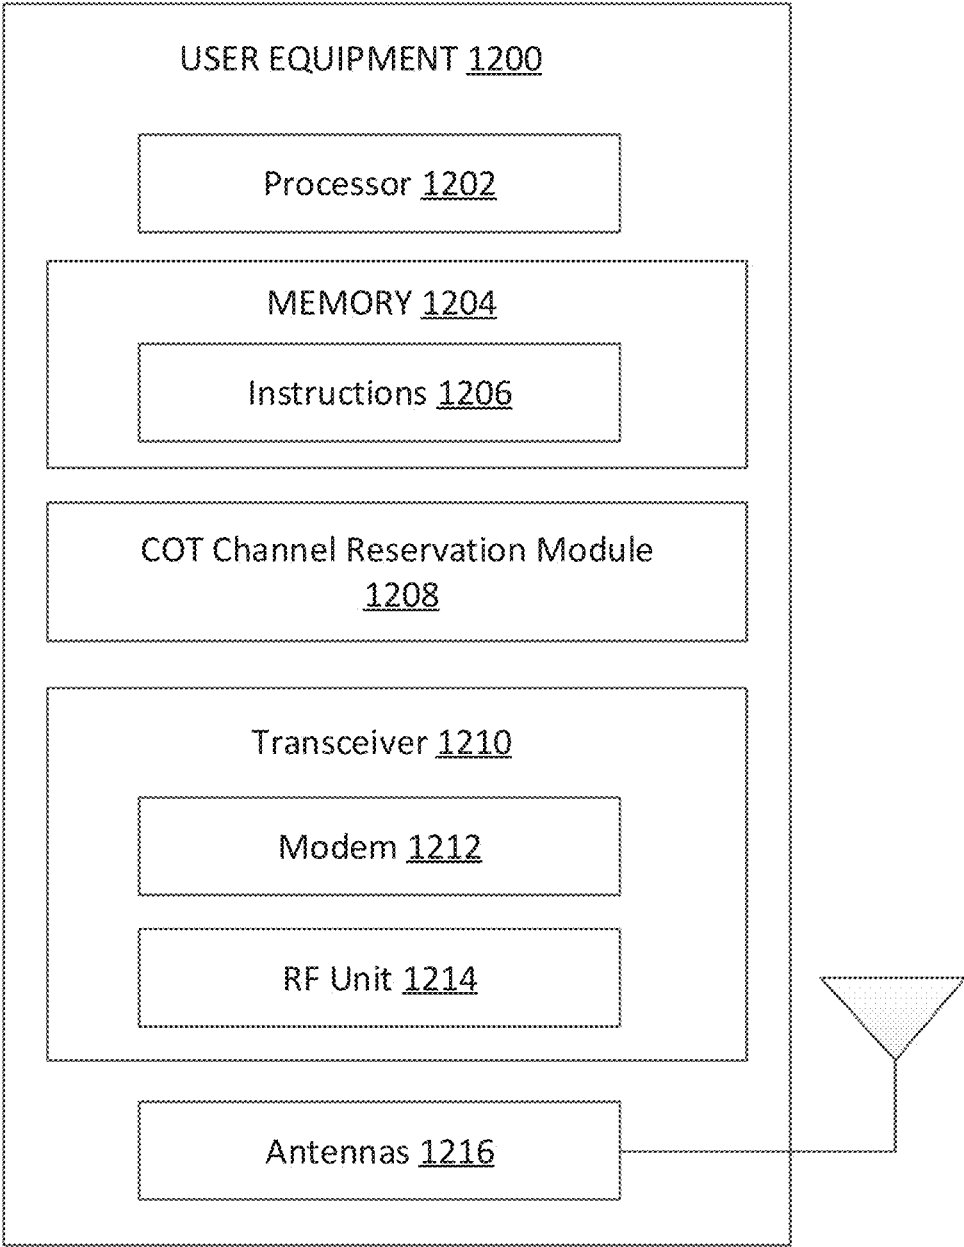 USER EQUIPMENT 1200
Processor 1202
MEMORY 1204
Instructions 1206
COT Channel Reservation Module
1208
Transceiver 1210
Modem 1212
RF Unit 1214
Antennas 1216